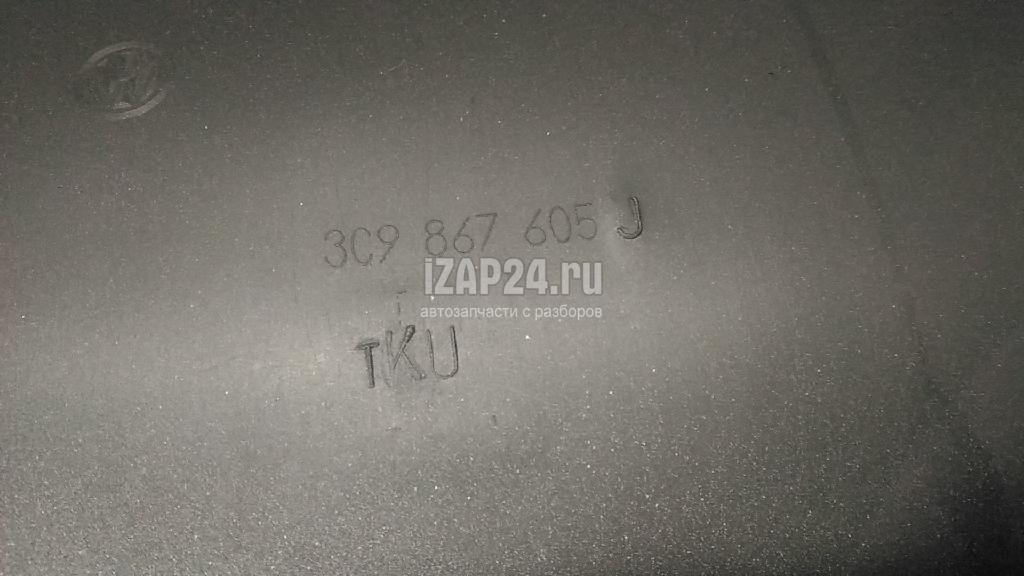 3C9 867 605 J
iZAP24.ru
автозапчасти с разборов
TKU